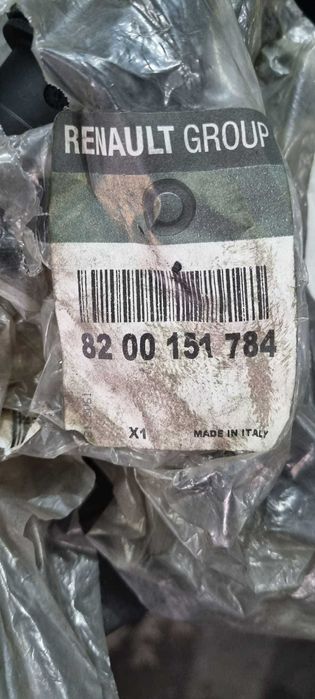 RENAULT GROUP
82 00 151 784
X1
MADE IN ITALY